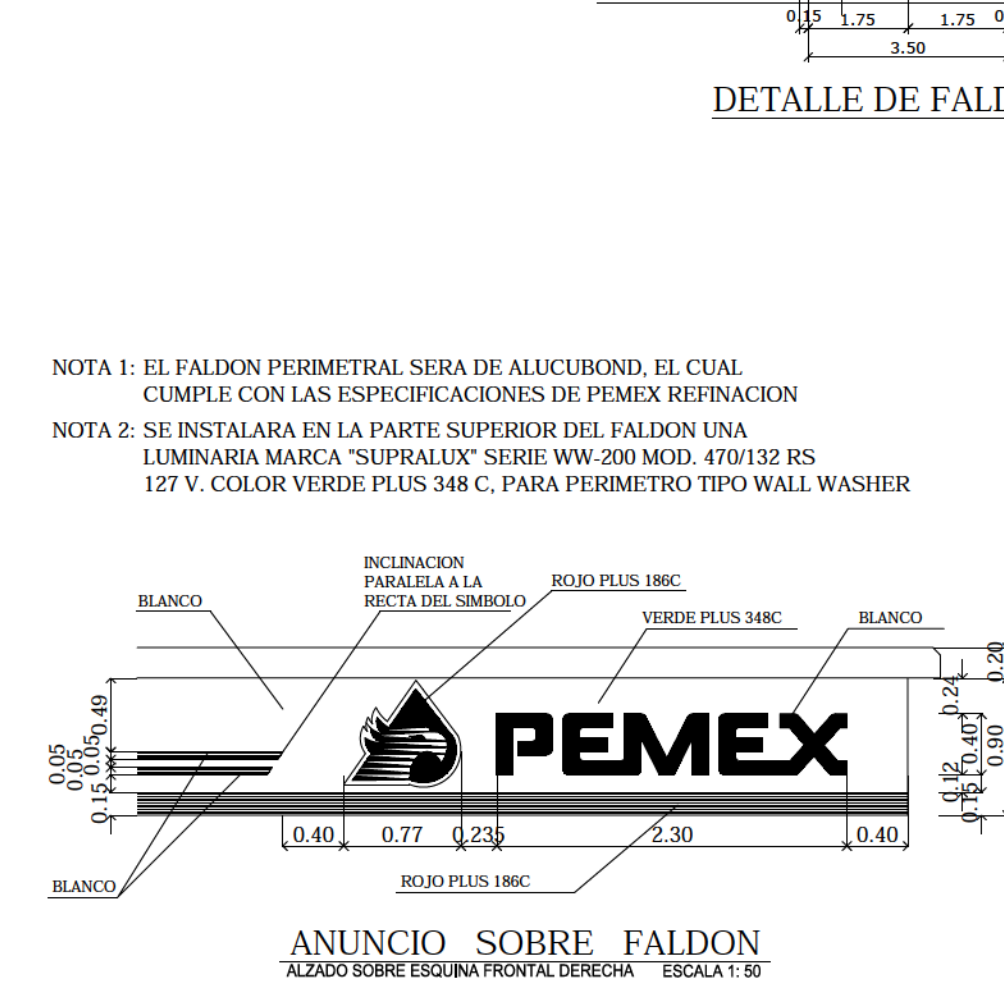 0.15 1.75 1.75 0
3.50
DETALLE DE FALD
NOTA 1: EL FALDON PERIMETRAL SERA DE ALUCUBOND, EL CUAL
CUMPLE CON LAS ESPECIFICACIONES DE PEMEX REFINACION
NOTA 2: SE INSTALARA EN LA PARTE SUPERIOR DEL FALDON UNA
LUMINARIA MARCA "SUPRALUX" SERIE WW-200 MOD. 470/132 RS
127 V. COLOR VERDE PLUS 348 C, PARA PERIMETRO TIPO WALL WASHER
INCLINACION
PARALELA A LA
RECTA DEL SIMBOLO
BLANCO
ROJO PLUS 186C
VERDE PLUS 348C
BLANCO
0.49
0.05
0.05
0.05
0.15
PEMEX
0.20
0.24
0.40
0.90
0.12
0.15
0.40 0.77 0.235 2.30 0.40
BLANCO
ROJO PLUS 186C
ANUNCIO SOBRE FALDON
ALZADO SOBRE ESQUINA FRONTAL DERECHA ESCALA 1: 50